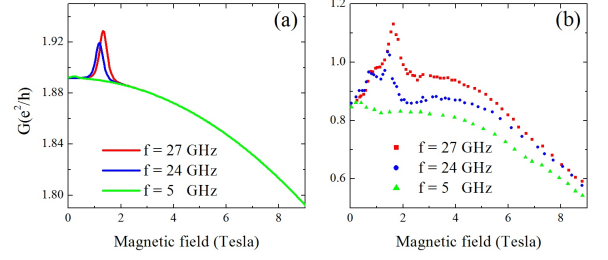 (a)
G(e²/h)
1.92
1.88
1.84
1.80
f = 27 GHz
f = 24 GHz
f = 5 GHz
0 2 4 6 8
Magnetic field (Tesla)
(b)
1.2
1.0
0.8
0.6
f = 27 GHz
f = 24 GHz
f = 5 GHz
0 2 4 6 8
Magnetic field (Tesla)